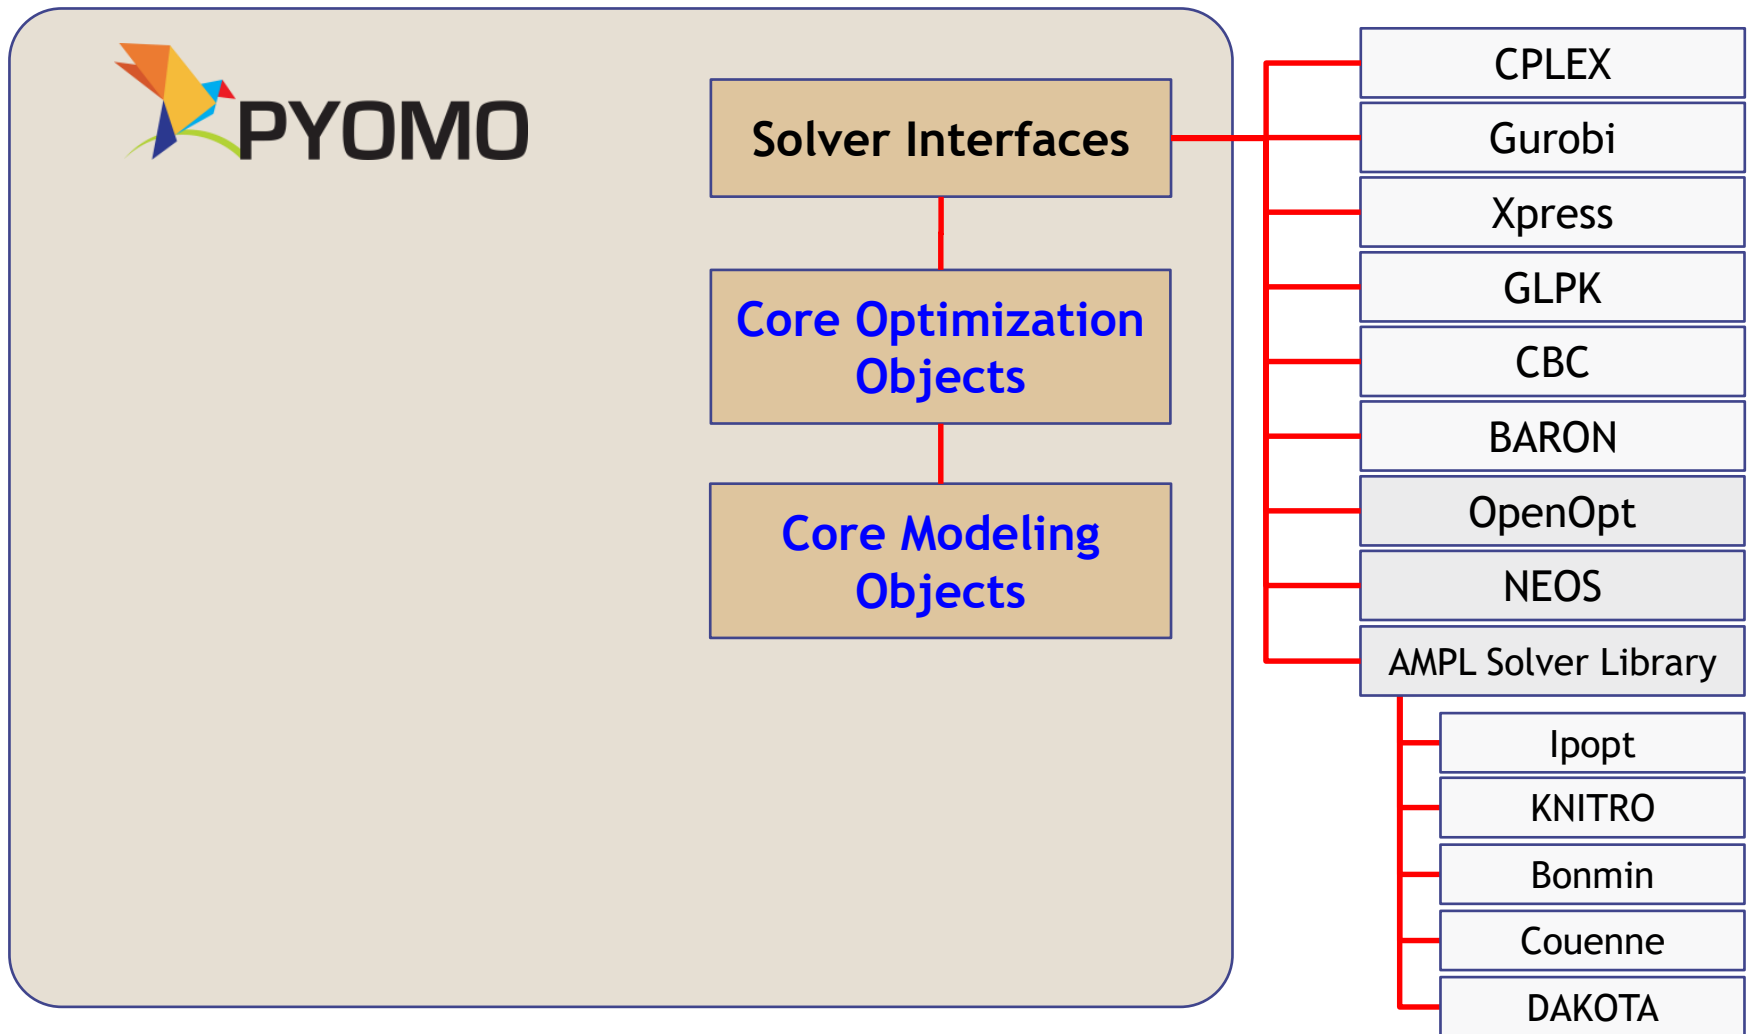 PYOMO
Solver Interfaces
Core Optimization
Objects
Core Modeling
Objects
CPLEX
Gurobi
Xpress
GLPK
CBC
BARON
OpenOpt
NEOS
AMPL Solver Library
Ipopt
KNITRO
Bonmin
Couenne
DAKOTA